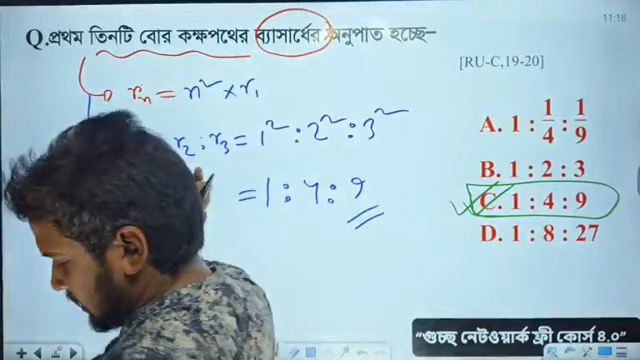 11:18
Q.প্রথম তিনটি বোর কক্ষপথের ব্যাসার্ধের অনুপাত হচ্ছে–
[RU-C,19-20]
rn = n² × r₁
r₂ : r₃ = 1² : 2² : 3²
= 1 : 4 : 9
A. 1 : 1/4 : 1/9
B. 1 : 2 : 3
C. 1 : 4 : 9
D. 1 : 8 : 27
“গুচ্ছ নেটওয়ার্ক ফ্রী কোর্স ৪.০”